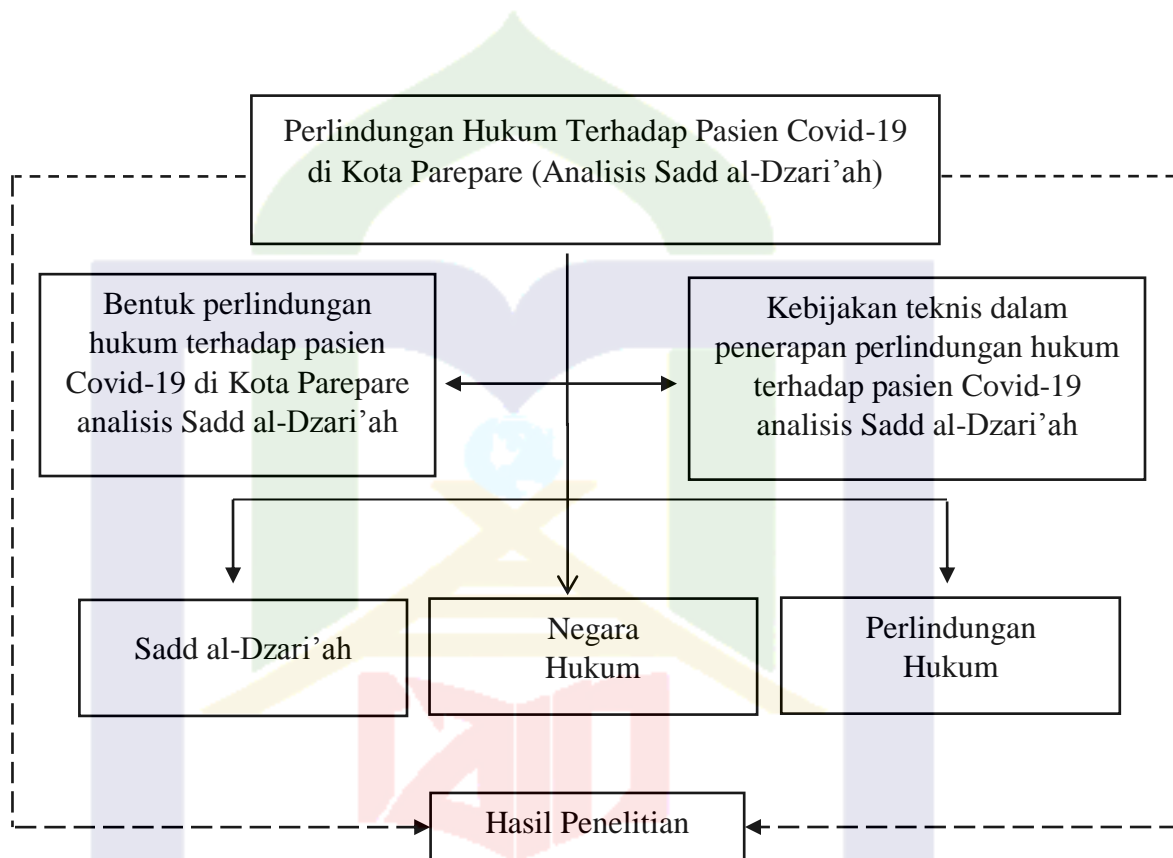 Perlindungan Hukum Terhadap Pasien Covid-19
di Kota Parepare (Analisis Sadd al-Dzari’ah)
Bentuk perlindungan
hukum terhadap pasien
Covid-19 di Kota Parepare
analisis Sadd al-Dzari’ah
Kebijakan teknis dalam
penerapan perlindungan hukum
terhadap pasien Covid-19
analisis Sadd al-Dzari’ah
Sadd al-Dzari’ah
Negara
Hukum
Perlindungan
Hukum
Hasil Penelitian